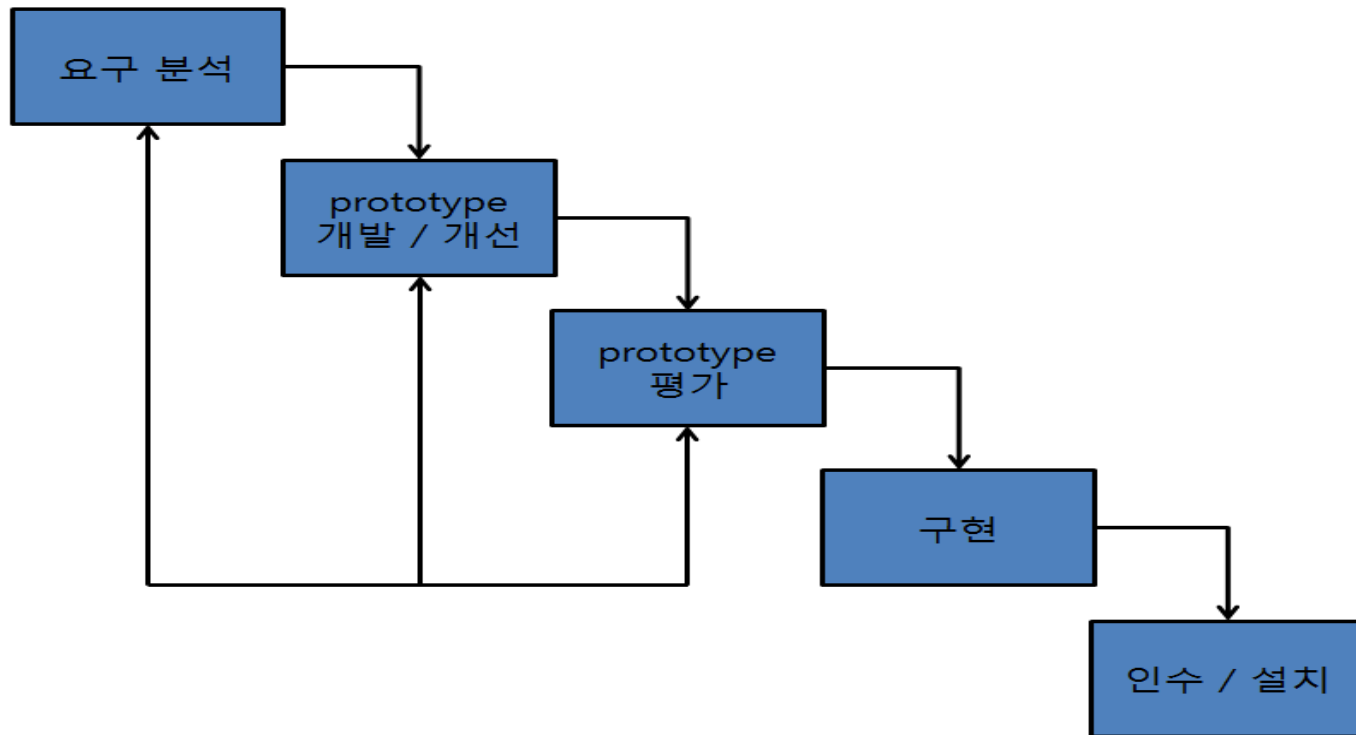 요구 분석
prototype
개발 / 개선
prototype
평가
구현
인수 / 설치